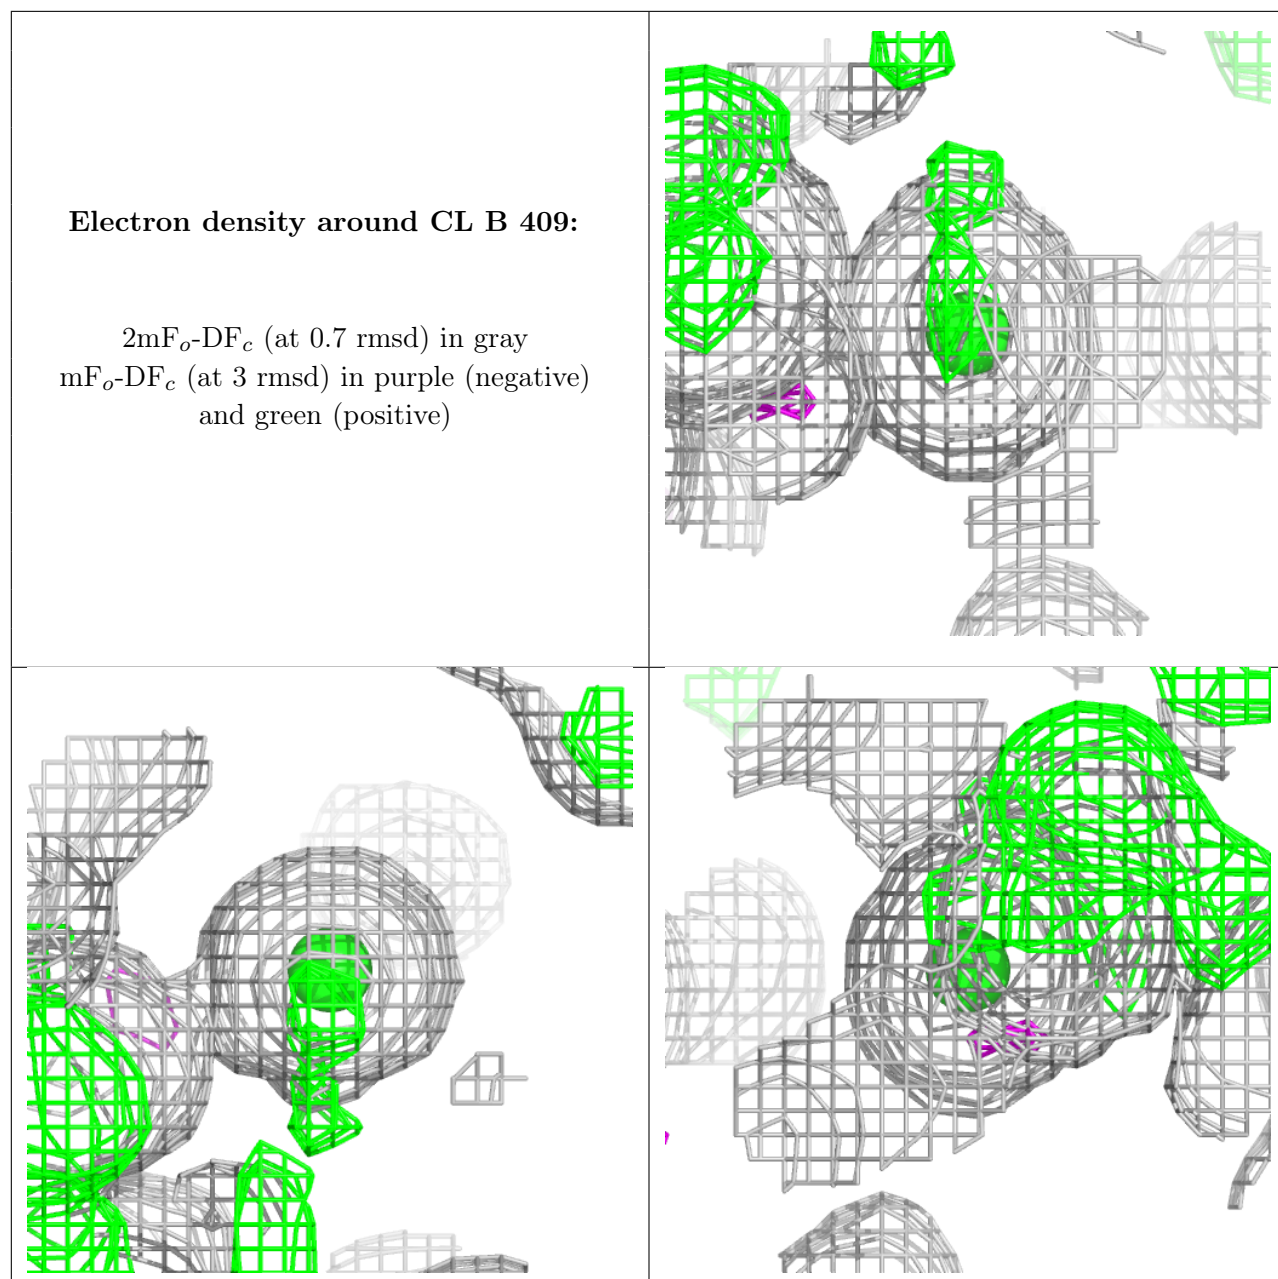 Electron density around CL B 409:
2mFo-DFc (at 0.7 rmsd) in gray
mFo-DFc (at 3 rmsd) in purple (negative)
and green (positive)